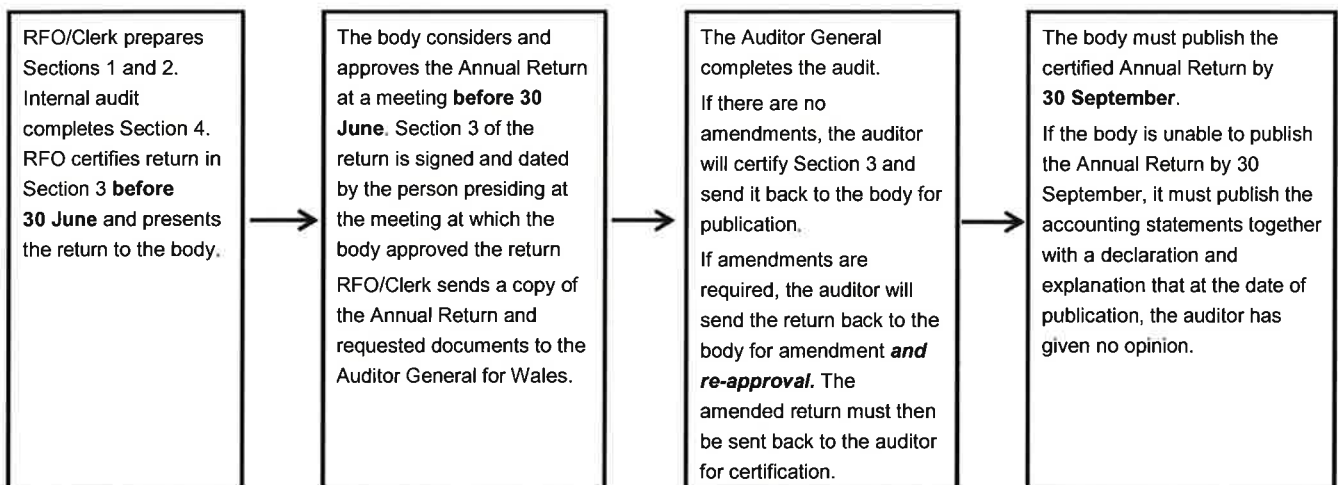 RFO/Clerk prepares
Sections 1 and 2.
Internal audit
completes Section 4.
RFO certifies return in
Section 3 before
30 June and presents
the return to the body.
The body considers and
approves the Annual Return
at a meeting before 30
June. Section 3 of the
return is signed and dated
by the person presiding at
the meeting at which the
body approved the return
RFO/Clerk sends a copy of
the Annual Return and
requested documents to the
Auditor General for Wales.
The Auditor General
completes the audit.
If there are no
amendments, the auditor
will certify Section 3 and
send it back to the body for
publication.
If amendments are
required, the auditor will
send the return back to the
body for amendment and
re-approval. The
amended return must then
be sent back to the auditor
for certification.
The body must publish the
certified Annual Return by
30 September.
If the body is unable to publish
the Annual Return by 30
September, it must publish the
accounting statements together
with a declaration and
explanation that at the date of
publication, the auditor has
given no opinion.